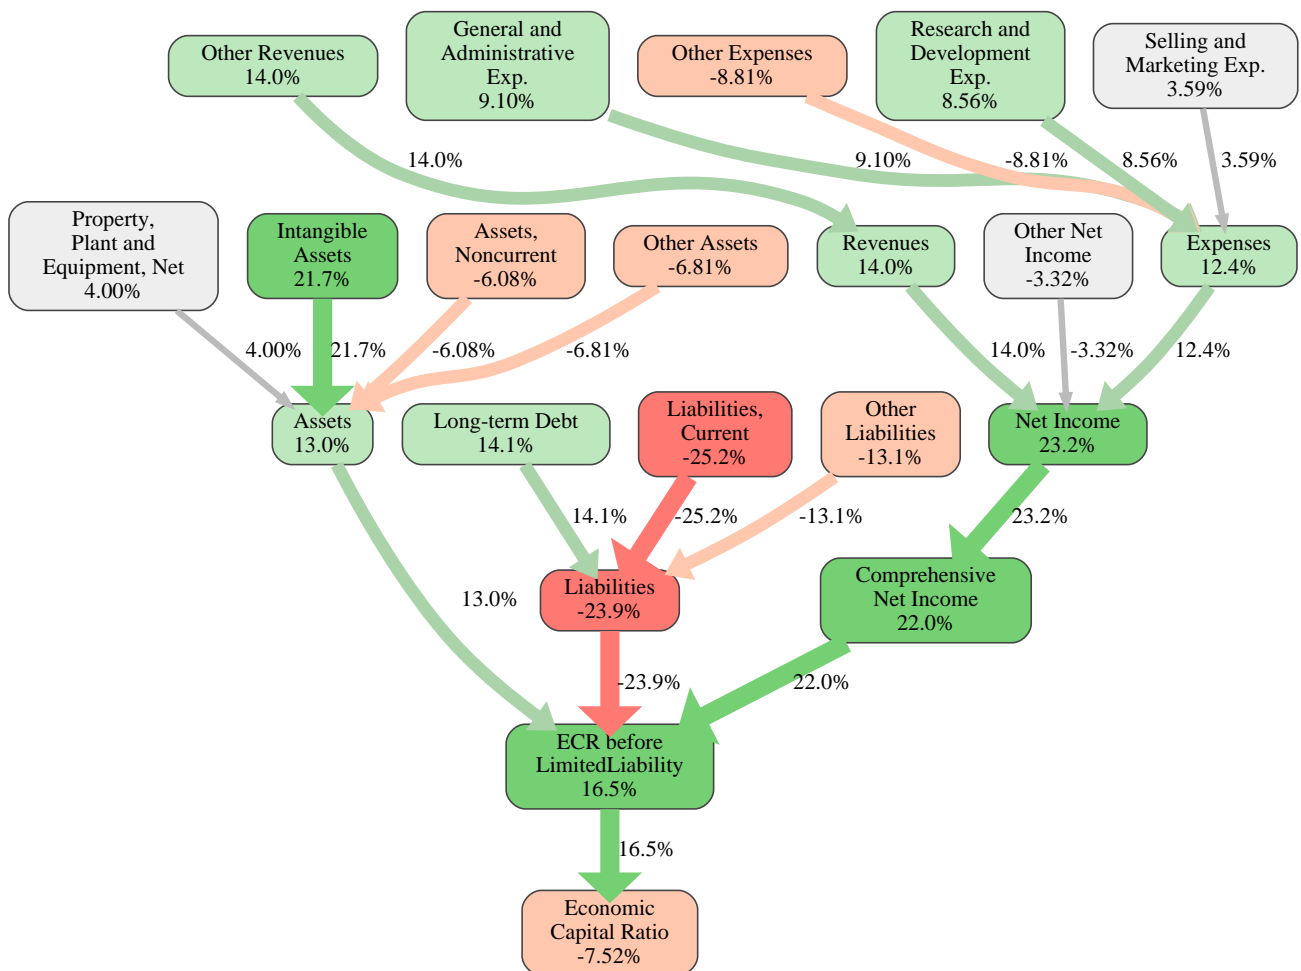 Other Revenues
14.0%
General and
Administrative
Exp.
9.10%
Other Expenses
-8.81%
Research and
Development
Exp.
8.56%
Selling and
Marketing Exp.
3.59%
14.0%
9.10%
-8.81%
8.56%
3.59%
Property,
Plant and
Equipment, Net
4.00%
Intangible
Assets
21.7%
Assets,
Noncurrent
-6.08%
Other Assets
-6.81%
Revenues
14.0%
Other Net
Income
-3.32%
Expenses
12.4%
4.00%
21.7%
-6.08%
-6.81%
14.0%
-3.32%
12.4%
Assets
13.0%
Long-term Debt
14.1%
Liabilities,
Current
-25.2%
Other
Liabilities
-13.1%
Net Income
23.2%
14.1%
-25.2%
-13.1%
23.2%
13.0%
Liabilities
-23.9%
Comprehensive
Net Income
22.0%
-23.9%
22.0%
ECR before
LimitedLiability
16.5%
16.5%
Economic
Capital Ratio
-7.52%